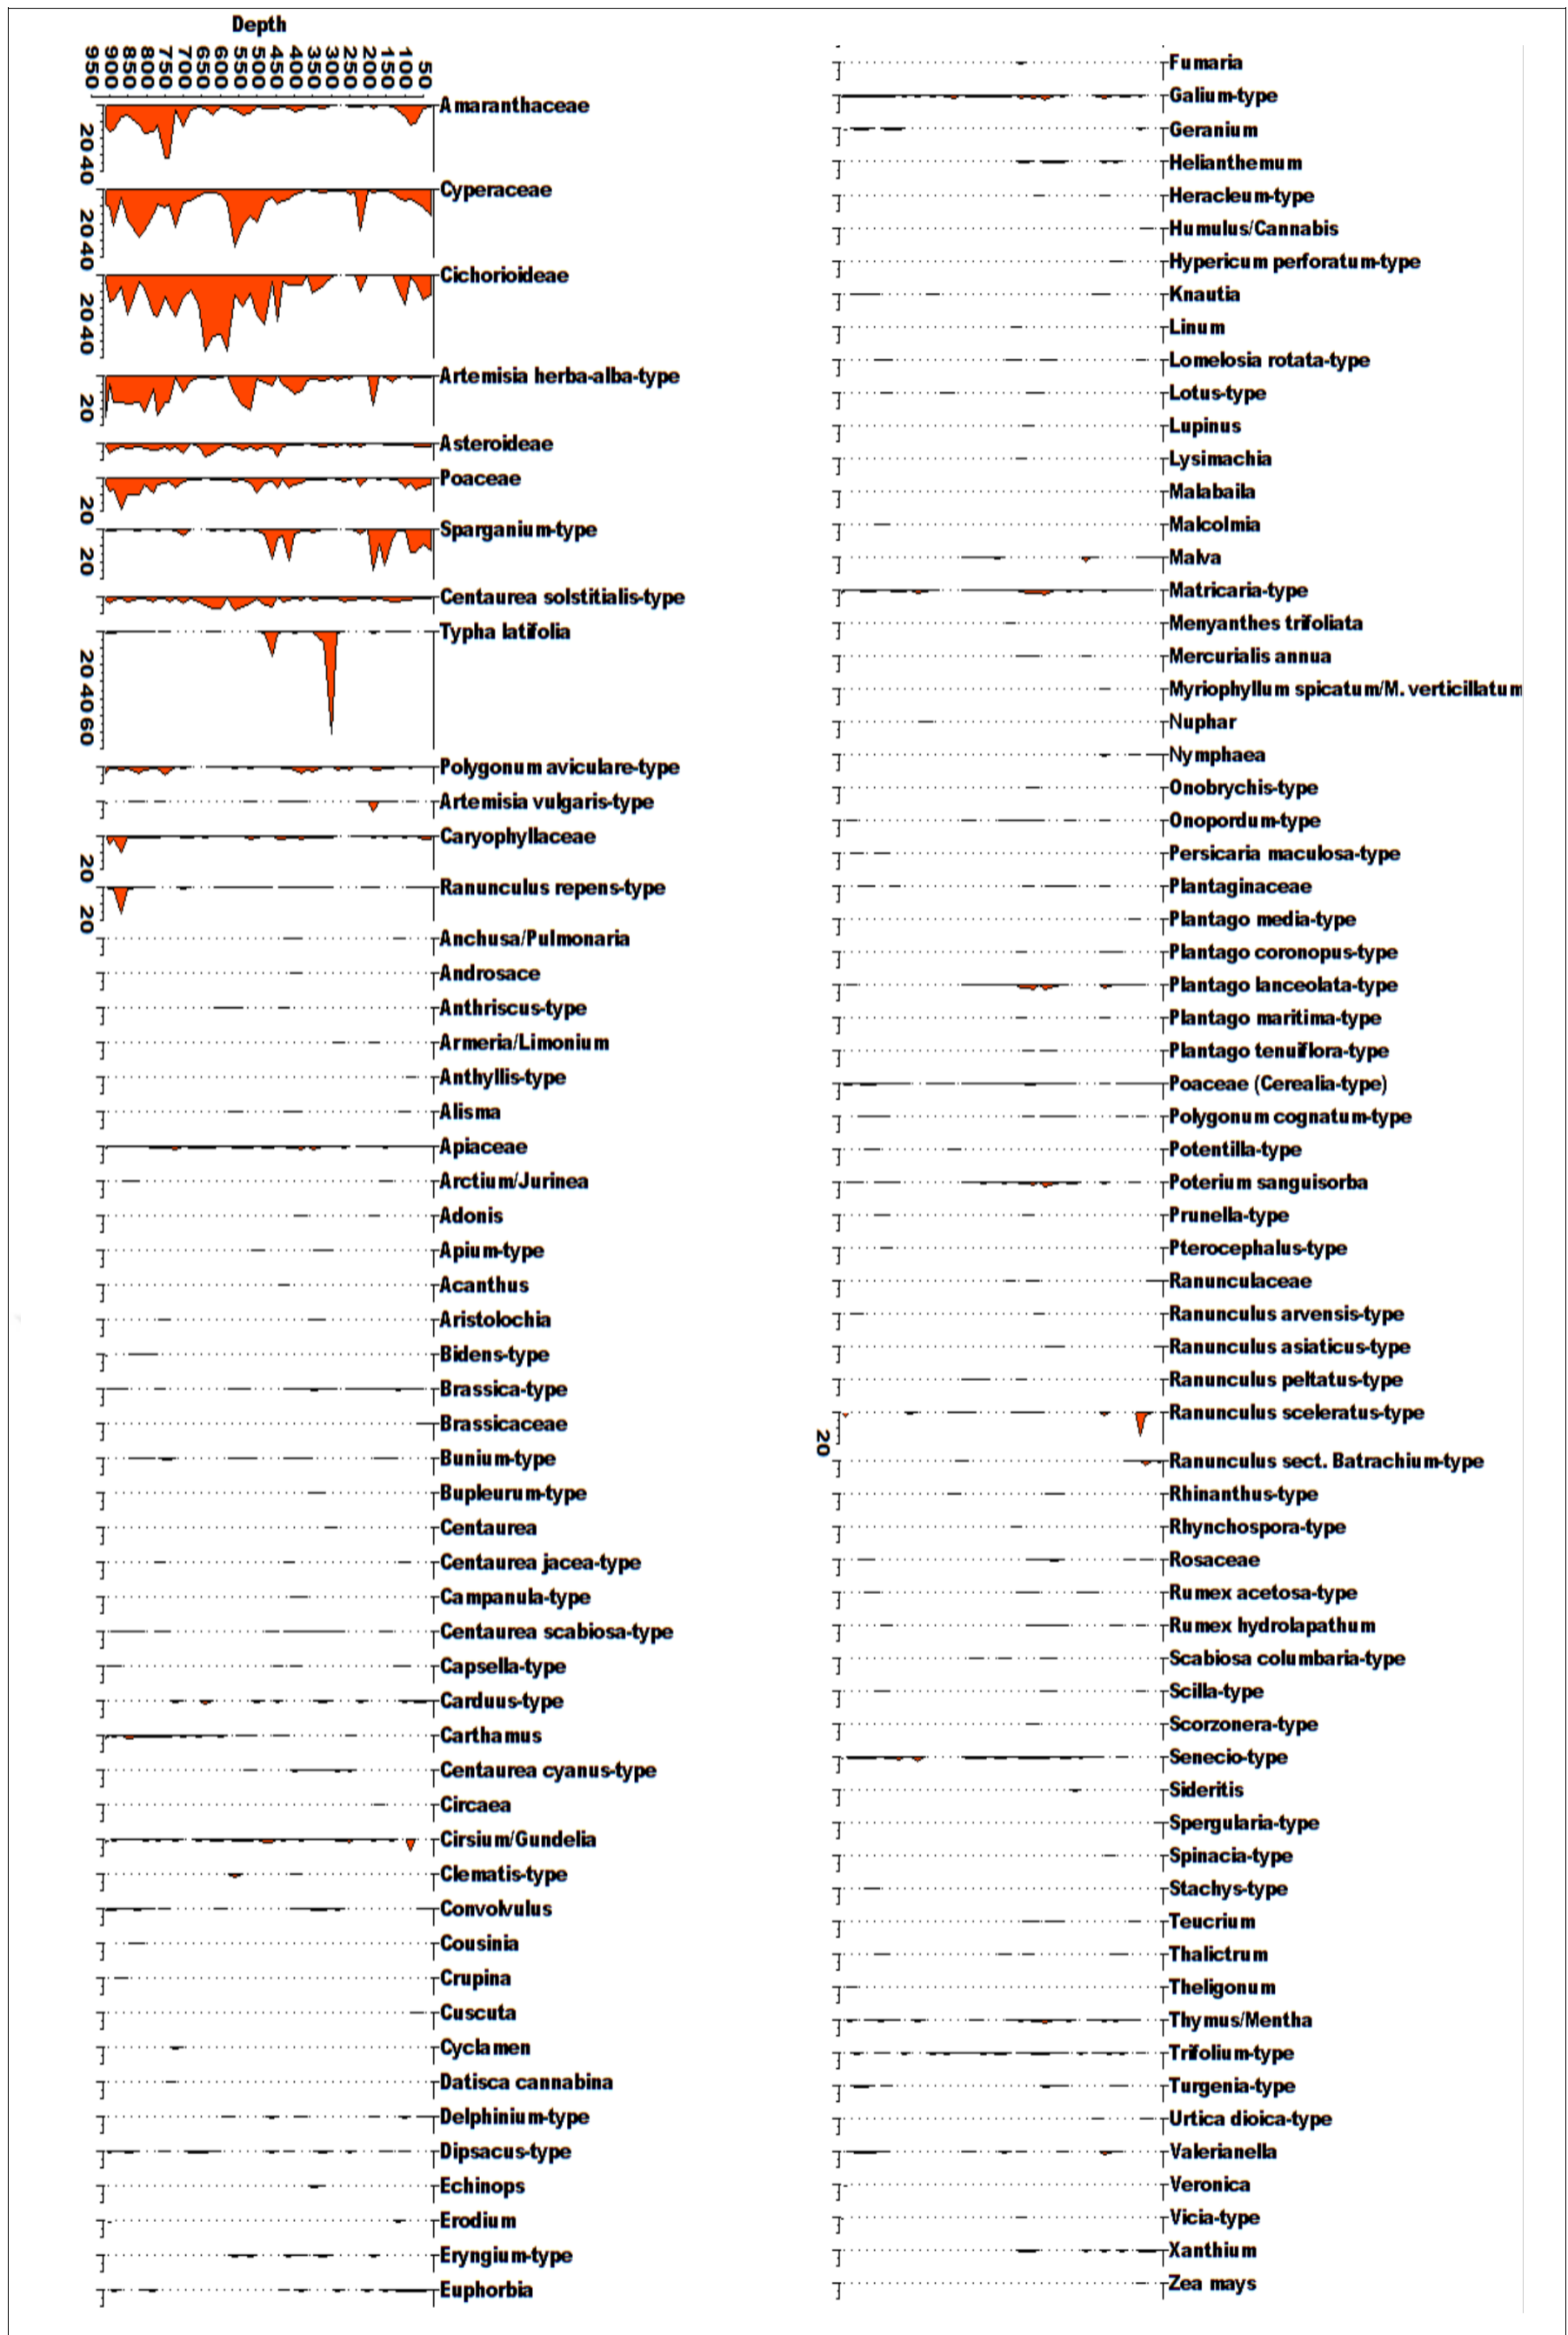 Depth
950 900 850 800 750 700 650 600 550 500 450 400 350 300 250 200 150 100 50
Amaranthaceae
20 40
Cyperaceae
20 40
Cichorioideae
20 40
Artemisia herba-alba-type
20
Asteroideae
Poaceae
20
Sparganium-type
20
Centaurea solstitialis-type
Typha latifolia
20 40 60
Polygonum aviculare-type
Artemisia vulgaris-type
Caryophyllaceae
20
Ranunculus repens-type
20
Anchusa/Pulmonaria
Androsace
Anthriscus-type
Armeria/Limonium
Anthyllis-type
Alisma
Apiaceae
Arctium/Jurinea
Adonis
Apium-type
Acanthus
Aristolochia
Bidens-type
Brassica-type
Brassicaceae
Bunium-type
Bupleurum-type
Centaurea
Centaurea jacea-type
Campanula-type
Centaurea scabiosa-type
Capsella-type
Carduus-type
Carthamus
Centaurea cyanus-type
Circaea
Cirsium/Gundelia
Clematis-type
Convolvulus
Cousinia
Crupina
Cuscuta
Cyclamen
Datisca cannabina
Delphinium-type
Dipsacus-type
Echinops
Erodium
Eryngium-type
Euphorbia
Fumaria
Galium-type
Geranium
Helianthemum
Heracleum-type
Humulus/Cannabis
Hypericum perforatum-type
Knautia
Linum
Lomelosia rotata-type
Lotus-type
Lupinus
Lysimachia
Malabaila
Malcolmia
Malva
Matricaria-type
Menyanthes trifoliata
Mercurialis annua
Myriophyllum spicatum/M. verticillatum
Nuphar
Nymphaea
Onobrychis-type
Onopordum-type
Persicaria maculosa-type
Plantaginaceae
Plantago media-type
Plantago coronopus-type
Plantago lanceolata-type
Plantago maritima-type
Plantago tenuiflora-type
Poaceae (Cerealia-type)
Polygonum cognatum-type
Potentilla-type
Poterium sanguisorba
Prunella-type
Pterocephalus-type
Ranunculaceae
Ranunculus arvensis-type
Ranunculus asiaticus-type
Ranunculus peltatus-type
Ranunculus sceleratus-type
20
Ranunculus sect. Batrachium-type
Rhinanthus-type
Rhynchospora-type
Rosaceae
Rumex acetosa-type
Rumex hydrolapathum
Scabiosa columbaria-type
Scilla-type
Scorzonera-type
Senecio-type
Sideritis
Spergularia-type
Spinacia-type
Stachys-type
Teucrium
Thalictrum
Theligonum
Thymus/Mentha
Trifolium-type
Turgenia-type
Urtica dioica-type
Valerianella
Veronica
Vicia-type
Xanthium
Zea mays